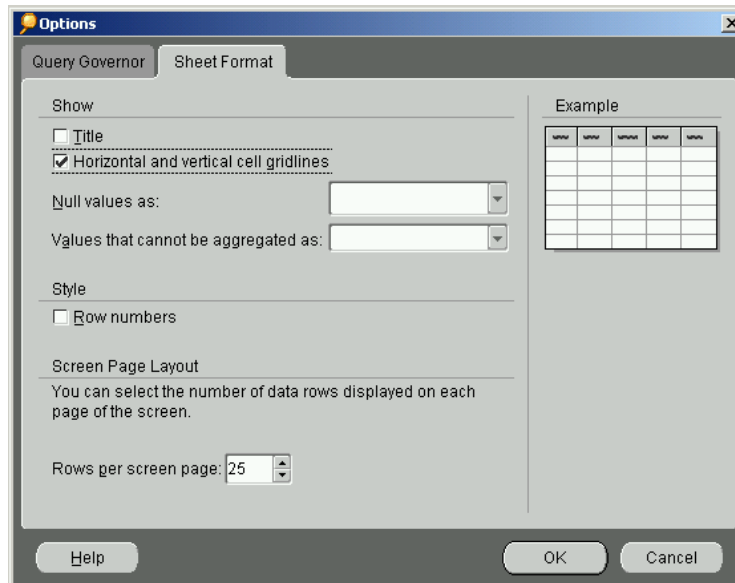 Options
Query Governor Sheet Format
Show
Title
Horizontal and vertical cell gridlines
Null values as:
Values that cannot be aggregated as:
Style
Row numbers
Screen Page Layout
You can select the number of data rows displayed on each
page of the screen.
Rows per screen page: 25
Example
Help OK Cancel